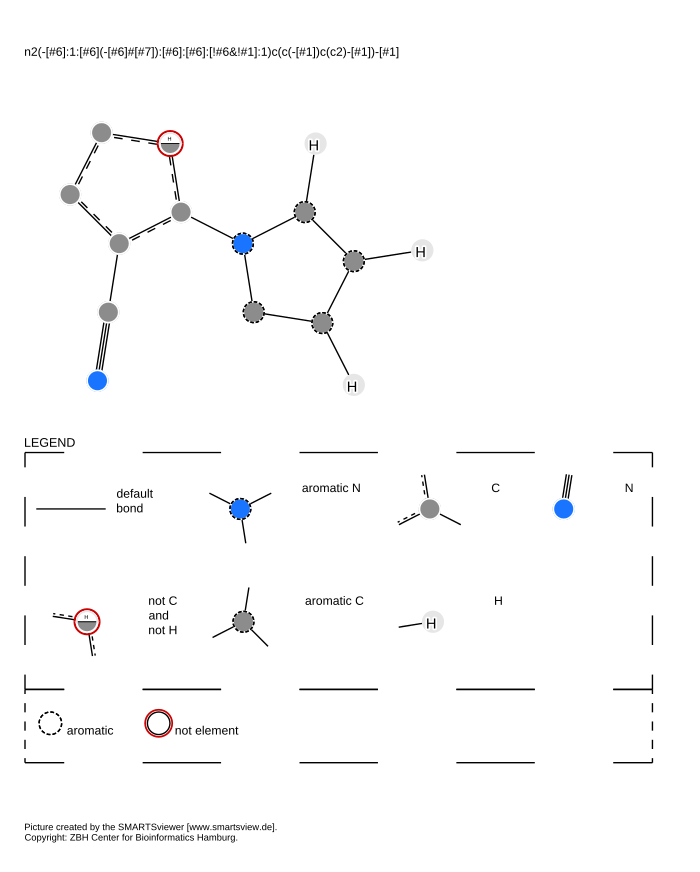 n2(-[#6]:1:[#6](-[#6]#[#7]):[#6]:[#6]:[!#6&!#1]:1)c(c(-[#1])c(c2)-[#1])-[#1]
H
H
H
H
LEGEND
default
bond
aromatic N
C
N
H
not C
and
not H
aromatic C
H
H
aromatic
not element
Picture created by the SMARTSviewer [www.smartsview.de].
Copyright: ZBH Center for Bioinformatics Hamburg.